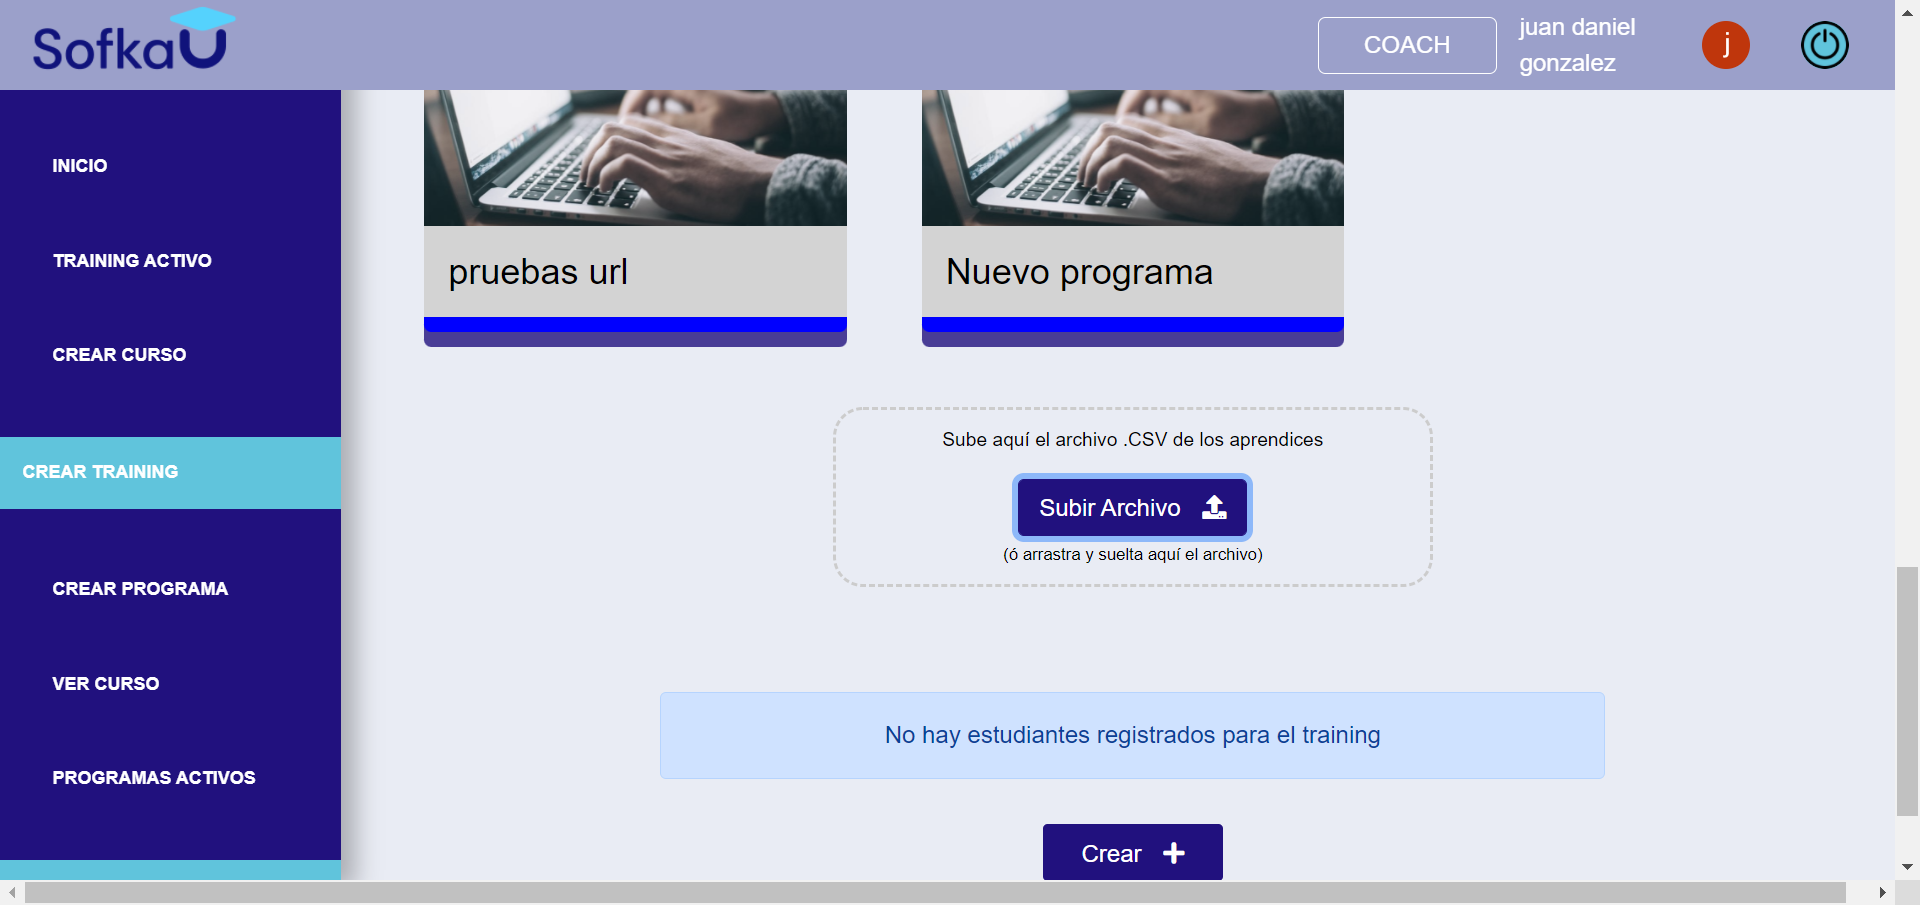 SofkaU
COACH
juan daniel
gonzalez
j
INICIO
TRAINING ACTIVO
CREAR CURSO
CREAR TRAINING
CREAR PROGRAMA
VER CURSO
PROGRAMAS ACTIVOS
pruebas url
Nuevo programa
Sube aquí el archivo .CSV de los aprendices
Subir Archivo
(ó arrastra y suelta aquí el archivo)
No hay estudiantes registrados para el training
Crear